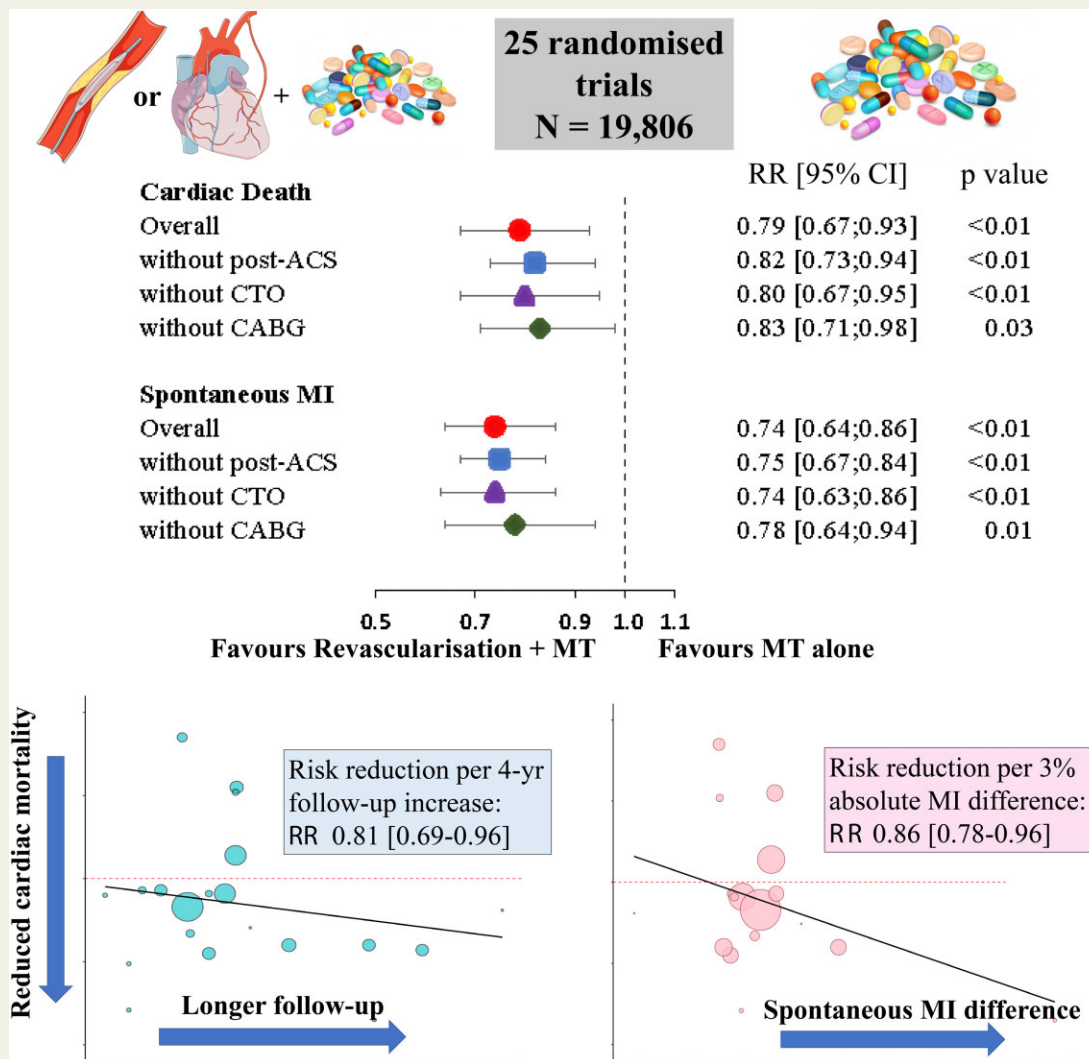 25 randomised
trials
N = 19,806
or
+
RR [95% CI] p value
Cardiac Death
Overall 0.79 [0.67;0.93] <0.01
without post-ACS 0.82 [0.73;0.94] <0.01
without CTO 0.80 [0.67;0.95] <0.01
without CABG 0.83 [0.71;0.98] 0.03
Spontaneous MI
Overall 0.74 [0.64;0.86] <0.01
without post-ACS 0.75 [0.67;0.84] <0.01
without CTO 0.74 [0.63;0.86] <0.01
without CABG 0.78 [0.64;0.94] 0.01
0.5 0.7 0.9 1.0 1.1
Favours Revascularisation + MT Favours MT alone
Reduced cardiac mortality
Risk reduction per 4-yr
follow-up increase:
RR 0.81 [0.69-0.96]
Longer follow-up
Risk reduction per 3%
absolute MI difference:
RR 0.86 [0.78-0.96]
Spontaneous MI difference